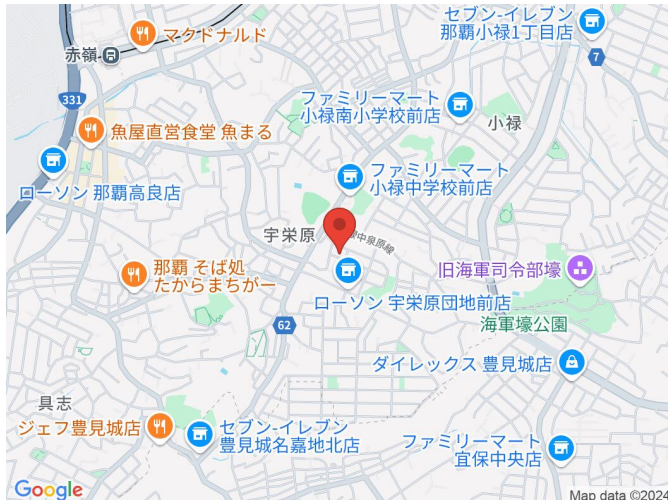 セブン-イレブン
那覇小禄1丁目店
マクドナルド
赤嶺
7
331
ファミリーマート
小禄南小学校前店
小禄
魚屋直営食堂 魚まる
ローソン 那覇高良店
ファミリーマート
小禄中学校前店
宇栄原
中泉原線
旧海軍司令部壕
那覇 そば処
たからまちがー
ローソン 宇栄原団地前店
海軍壕公園
62
ダイレックス 豊見城店
具志
ジェフ豊見城店
セブン-イレブン
豊見城名嘉地北店
ファミリーマート
宜保中央店
Google
Map data ©2024